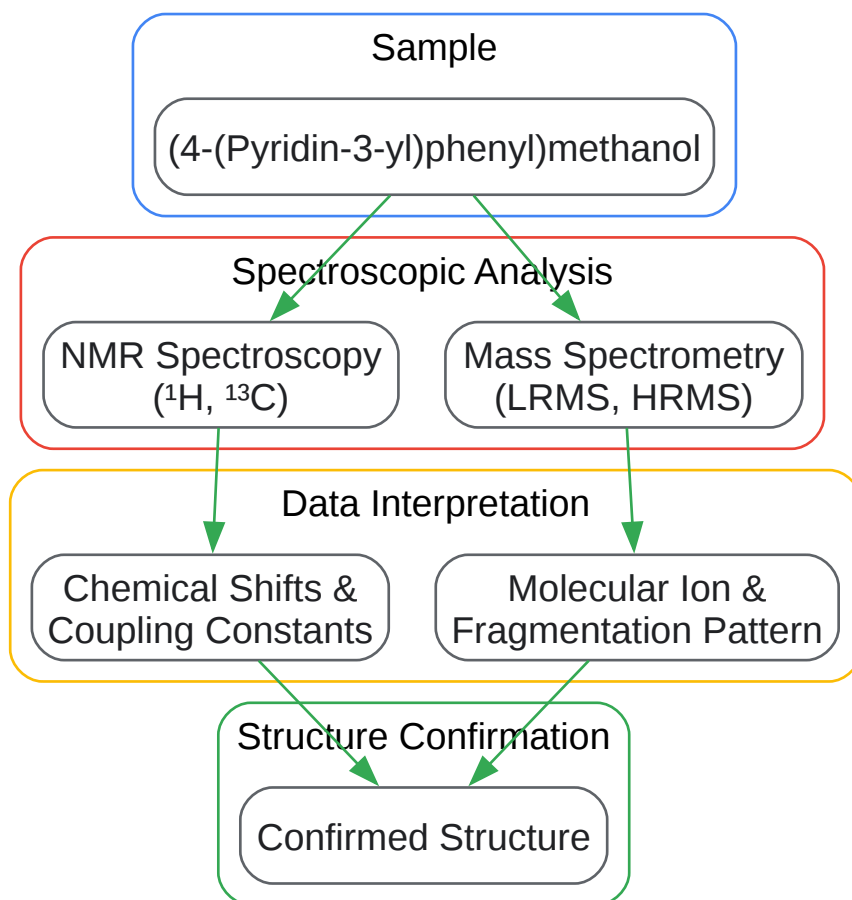 Sample
(4-(Pyridin-3-yl)phenyl)methanol
Spectroscopic Analysis
NMR Spectroscopy
(¹H, ¹³C)
Mass Spectrometry
(LRMS, HRMS)
Data Interpretation
Chemical Shifts &
Coupling Constants
Molecular Ion &
Fragmentation Pattern
Structure Confirmation
Confirmed Structure